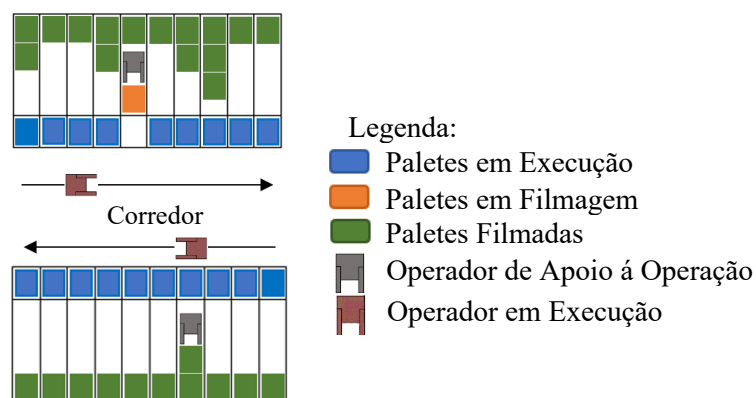 Legenda:
Paletes em Execução
Corredor
Paletes em Filmagem
Paletes Filmadas
Operador de Apoio á Operação
Operador em Execução